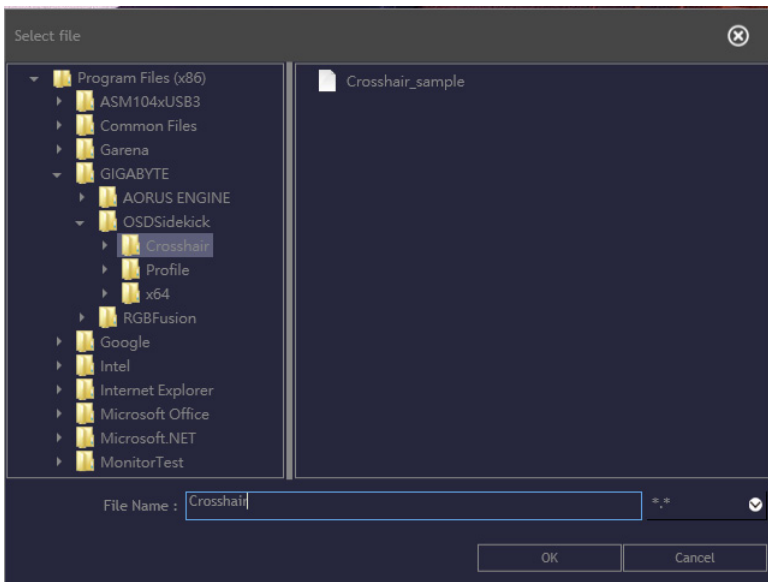 Select file
Program Files (x86)
ASM104xUSB3
Common Files
Garena
GIGABYTE
AORUS ENGINE
OSDSidekick
Crosshair
Profile
x64
RGBFusion
Google
Intel
Internet Explorer
Microsoft Office
Microsoft.NET
MonitorTest
Crosshair_sample
File Name : Crosshair *.*
OK Cancel